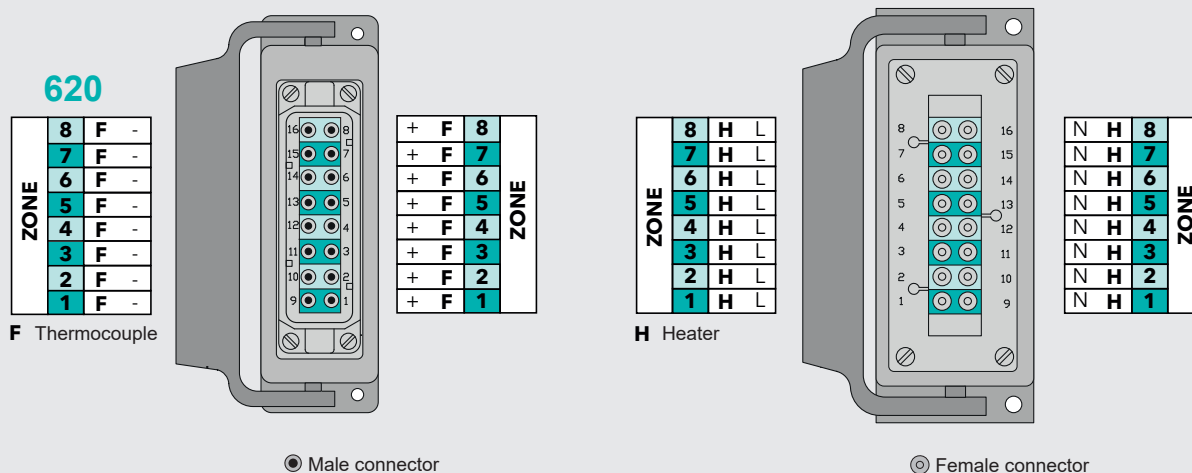 620
ZONE
8 F -
7 F -
6 F -
5 F -
4 F -
3 F -
2 F -
1 F -
F Thermocouple
16 8
15 7
14 6
13 5
12 4
11 3
10 2
9 1
+ F 8
+ F 7
+ F 6
+ F 5
+ F 4
+ F 3
+ F 2
+ F 1
ZONE
Male connector
ZONE
8 H L
7 H L
6 H L
5 H L
4 H L
3 H L
2 H L
1 H L
H Heater
8 16
7 15
6 14
5 13
4 12
3 11
2 10
1 9
N H 8
N H 7
N H 6
N H 5
N H 4
N H 3
N H 2
N H 1
ZONE
Female connector